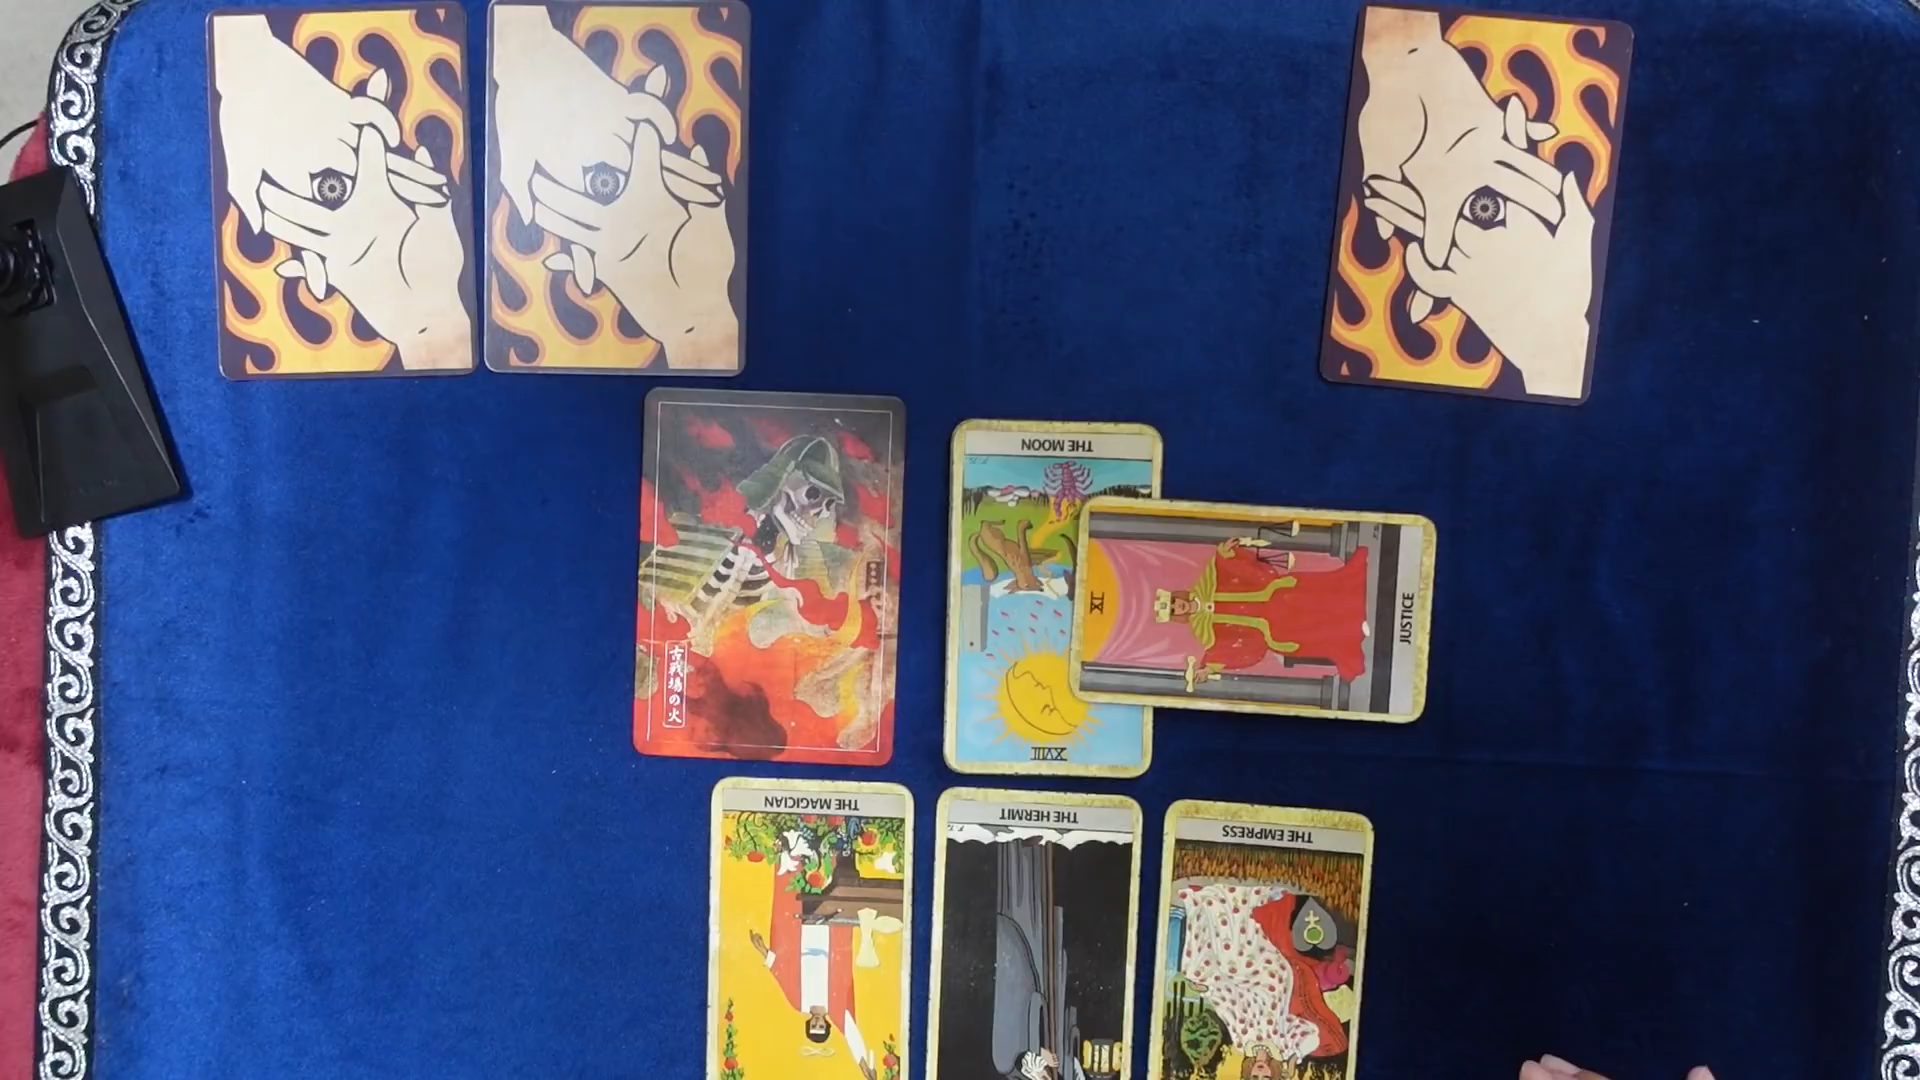 THE MOON
XVIII
XI
JUSTICE
古戦場の火
THE MAGICIAN
THE HERMIT
THE EMPRESS